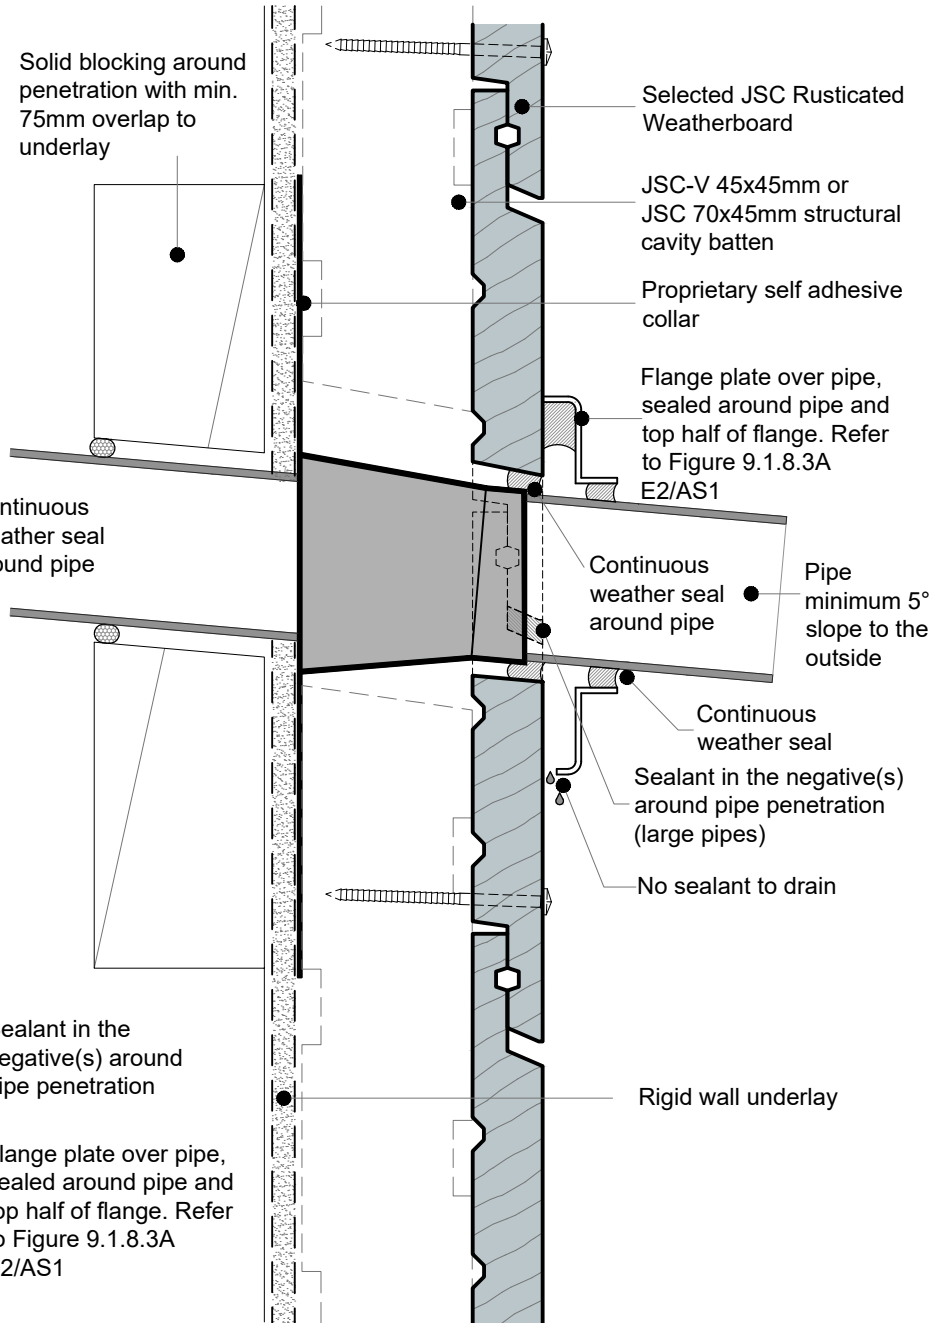 Solid blocking around
penetration with min.
75mm overlap to
underlay
Selected JSC Rusticated
Weatherboard
JSC-V 45x45mm or
JSC 70x45mm structural
cavity batten
Proprietary self adhesive
collar
Flange plate over pipe,
sealed around pipe and
top half of flange. Refer
to Figure 9.1.8.3A
E2/AS1
ntinuous
ather seal
ound pipe
Continuous
weather seal
around pipe
Pipe
minimum 5°
slope to the
outside
Continuous
weather seal
Sealant in the negative(s)
around pipe penetration
(large pipes)
No sealant to drain
ealant in the
egative(s) around
ipe penetration
Rigid wall underlay
lange plate over pipe,
ealed around pipe and
op half of flange. Refer
o Figure 9.1.8.3A
2/AS1